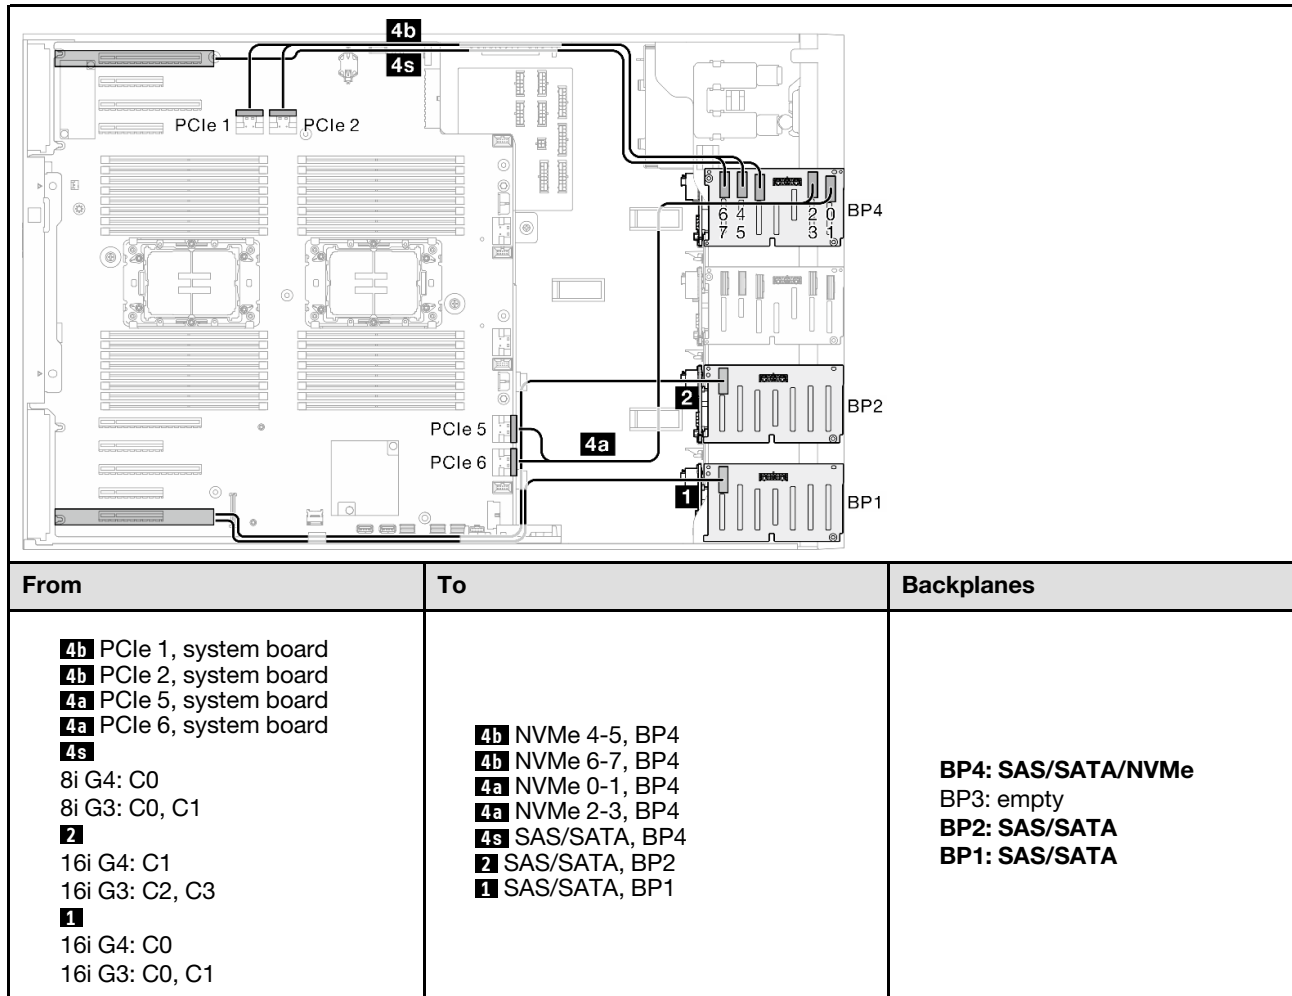 4b
4s
PCIe 1
PCIe 2
6 4 2 0
7 5 3 1
BP4
2
BP2
PCIe 5
4a
PCIe 6
1
BP1
From
To
Backplanes
4b PCIe 1, system board
4b PCIe 2, system board
4a PCIe 5, system board
4a PCIe 6, system board
4s
8i G4: C0
8i G3: C0, C1
2
16i G4: C1
16i G3: C2, C3
1
16i G4: C0
16i G3: C0, C1
4b NVMe 4-5, BP4
4b NVMe 6-7, BP4
4a NVMe 0-1, BP4
4a NVMe 2-3, BP4
4s SAS/SATA, BP4
2 SAS/SATA, BP2
1 SAS/SATA, BP1
BP4: SAS/SATA/NVMe
BP3: empty
BP2: SAS/SATA
BP1: SAS/SATA